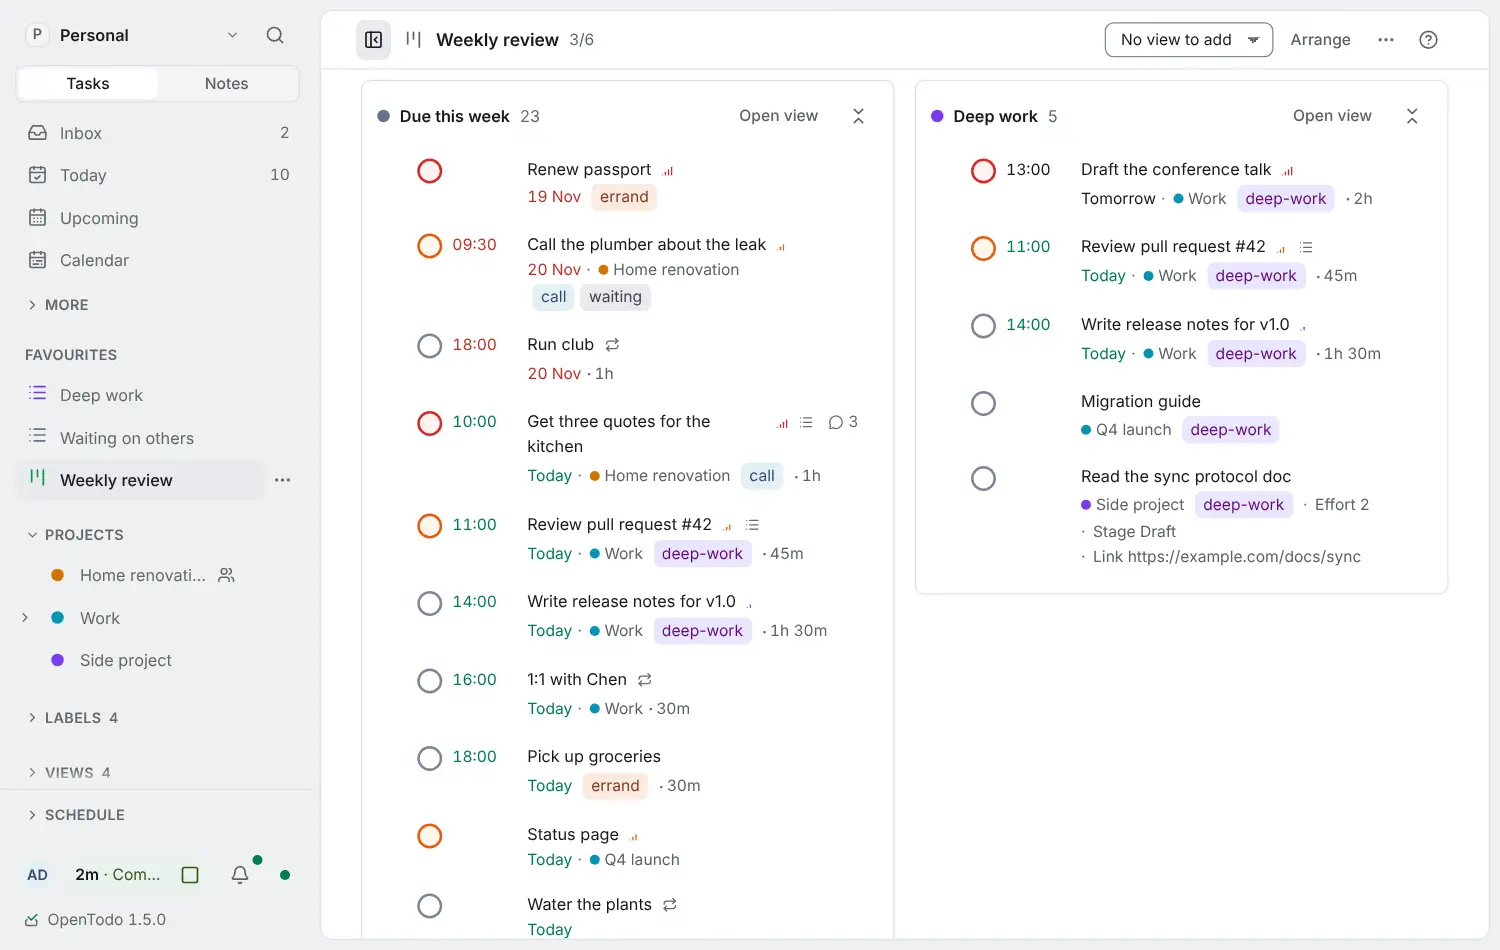 P Personal
Tasks Notes
Inbox 2
Today 10
Upcoming
Calendar
MORE
FAVOURITES
Deep work
Waiting on others
Weekly review
PROJECTS
Home renovati...
Work
Side project
LABELS 4
VIEWS 4
SCHEDULE
AD 2m · Com...
OpenTodo 1.5.0
Weekly review 3/6
No view to add Arrange
Due this week 23 Open view
Renew passport
19 Nov errand
09:30 Call the plumber about the leak
20 Nov · Home renovation
call waiting
18:00 Run club
20 Nov · 1h
10:00 Get three quotes for the 3
kitchen
Today · Home renovation call · 1h
11:00 Review pull request #42
Today · Work deep-work · 45m
14:00 Write release notes for v1.0
Today · Work deep-work · 1h 30m
16:00 1:1 with Chen
Today · Work · 30m
18:00 Pick up groceries
Today errand · 30m
Status page
Today · Q4 launch
Water the plants
Today
Deep work 5 Open view
13:00 Draft the conference talk
Tomorrow · Work deep-work · 2h
11:00 Review pull request #42
Today · Work deep-work · 45m
14:00 Write release notes for v1.0
Today · Work deep-work · 1h 30m
Migration guide
Q4 launch deep-work
Read the sync protocol doc
Side project deep-work · Effort 2
· Stage Draft
· Link https://example.com/docs/sync